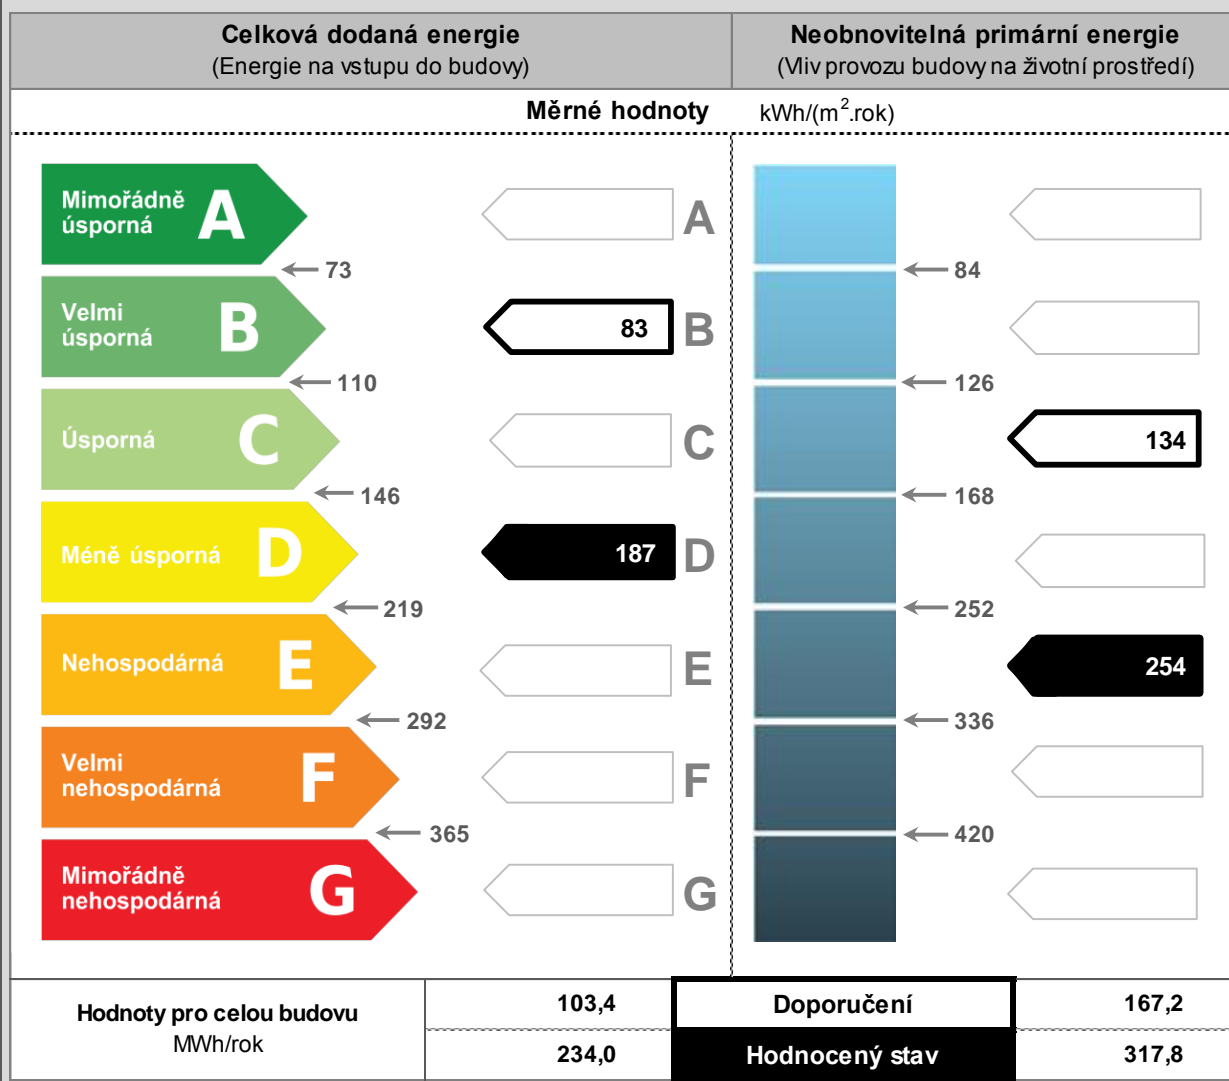 Celková dodaná energie
(Energie na vstupu do budovy)
Neobnovitelná primární energie
(Vliv provozu budovy na životní prostředí)
Měrné hodnoty kWh/(m².rok)
Mimořádně
úsporná
A
A
73
84
Velmi
úsporná
B
83
B
110
126
Úsporná
C
C
134
146
168
Méně úsporná
D
187
D
219
252
Nehospodárná
E
E
254
292
336
Velmi
nehospodárná
F
F
365
420
Mimořádně
nehospodárná
G
G
Hodnoty pro celou budovu
MWh/rok
103,4 Doporučení 167,2
234,0 Hodnocený stav 317,8